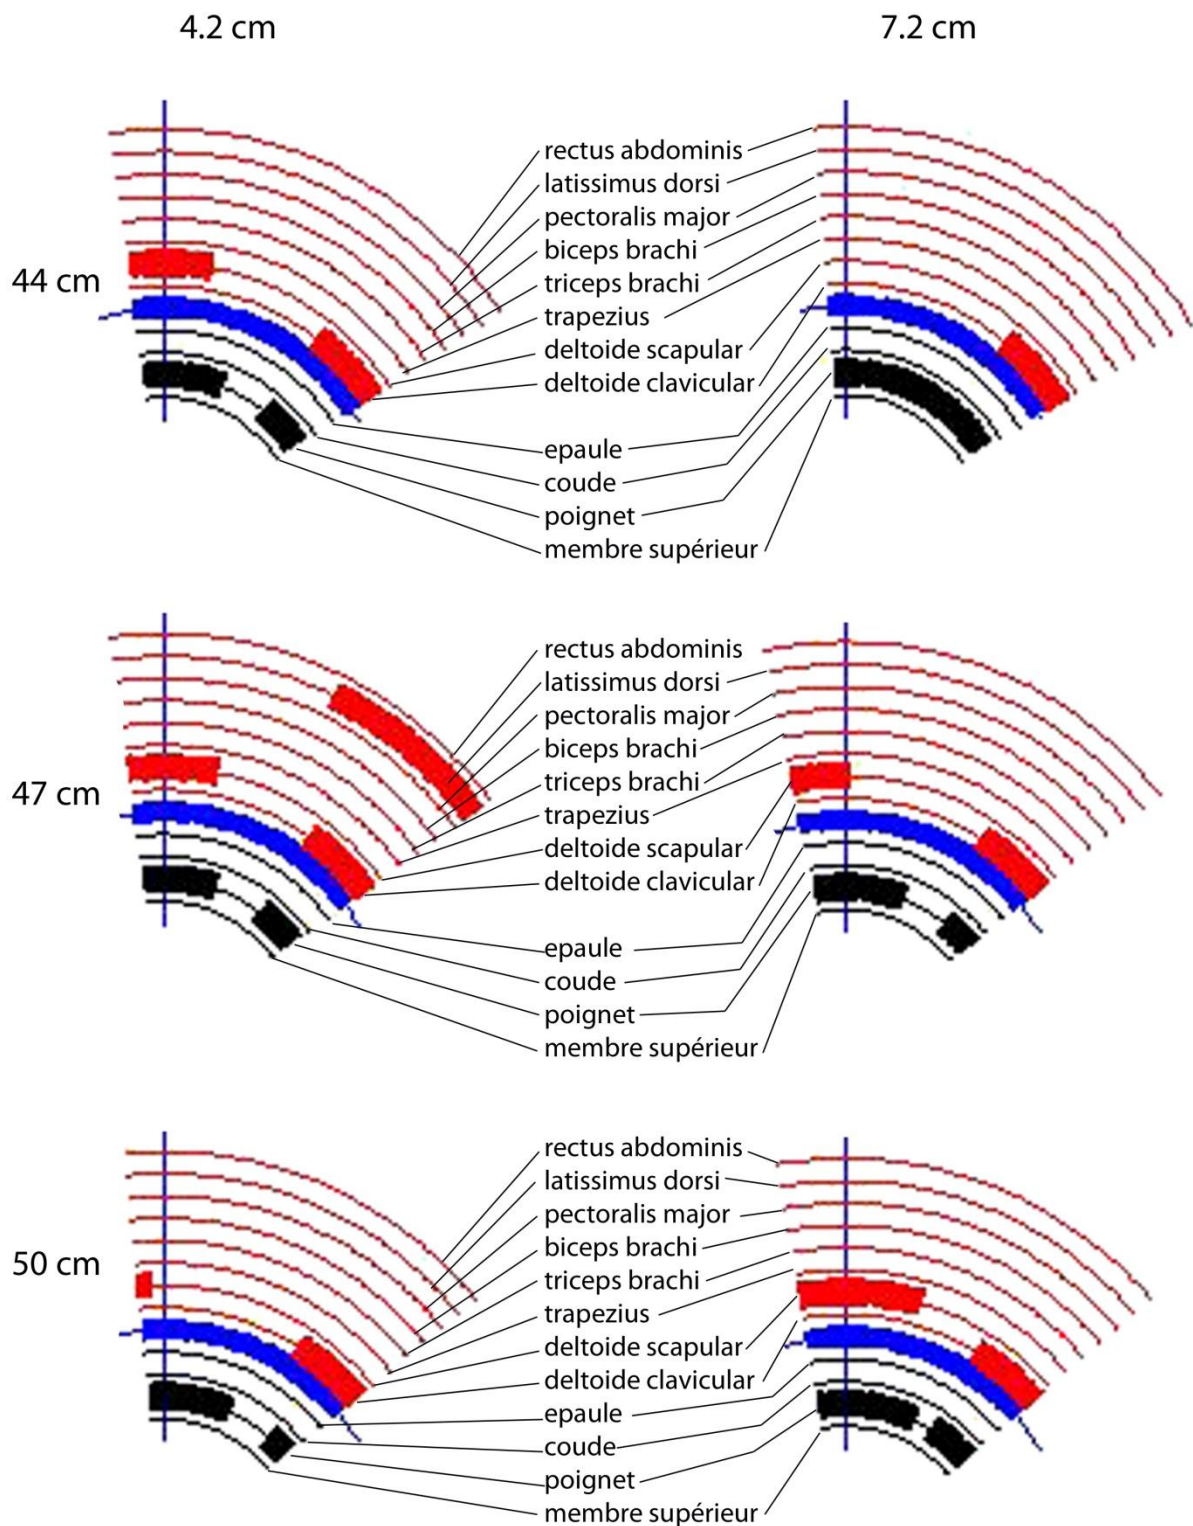 4.2 cm
7.2 cm
44 cm
rectus abdominis
latissimus dorsi
pectoralis major
biceps brachi
triceps brachi
trapezius
deltoide scapular
deltoide clavicular
epaule
coude
poignet
membre supérieur
47 cm
rectus abdominis
latissimus dorsi
pectoralis major
biceps brachi
triceps brachi
trapezius
deltoide scapular
deltoide clavicular
epaule
coude
poignet
membre supérieur
50 cm
rectus abdominis
latissimus dorsi
pectoralis major
biceps brachi
triceps brachi
trapezius
deltoide scapular
deltoide clavicular
epaule
coude
poignet
membre supérieur